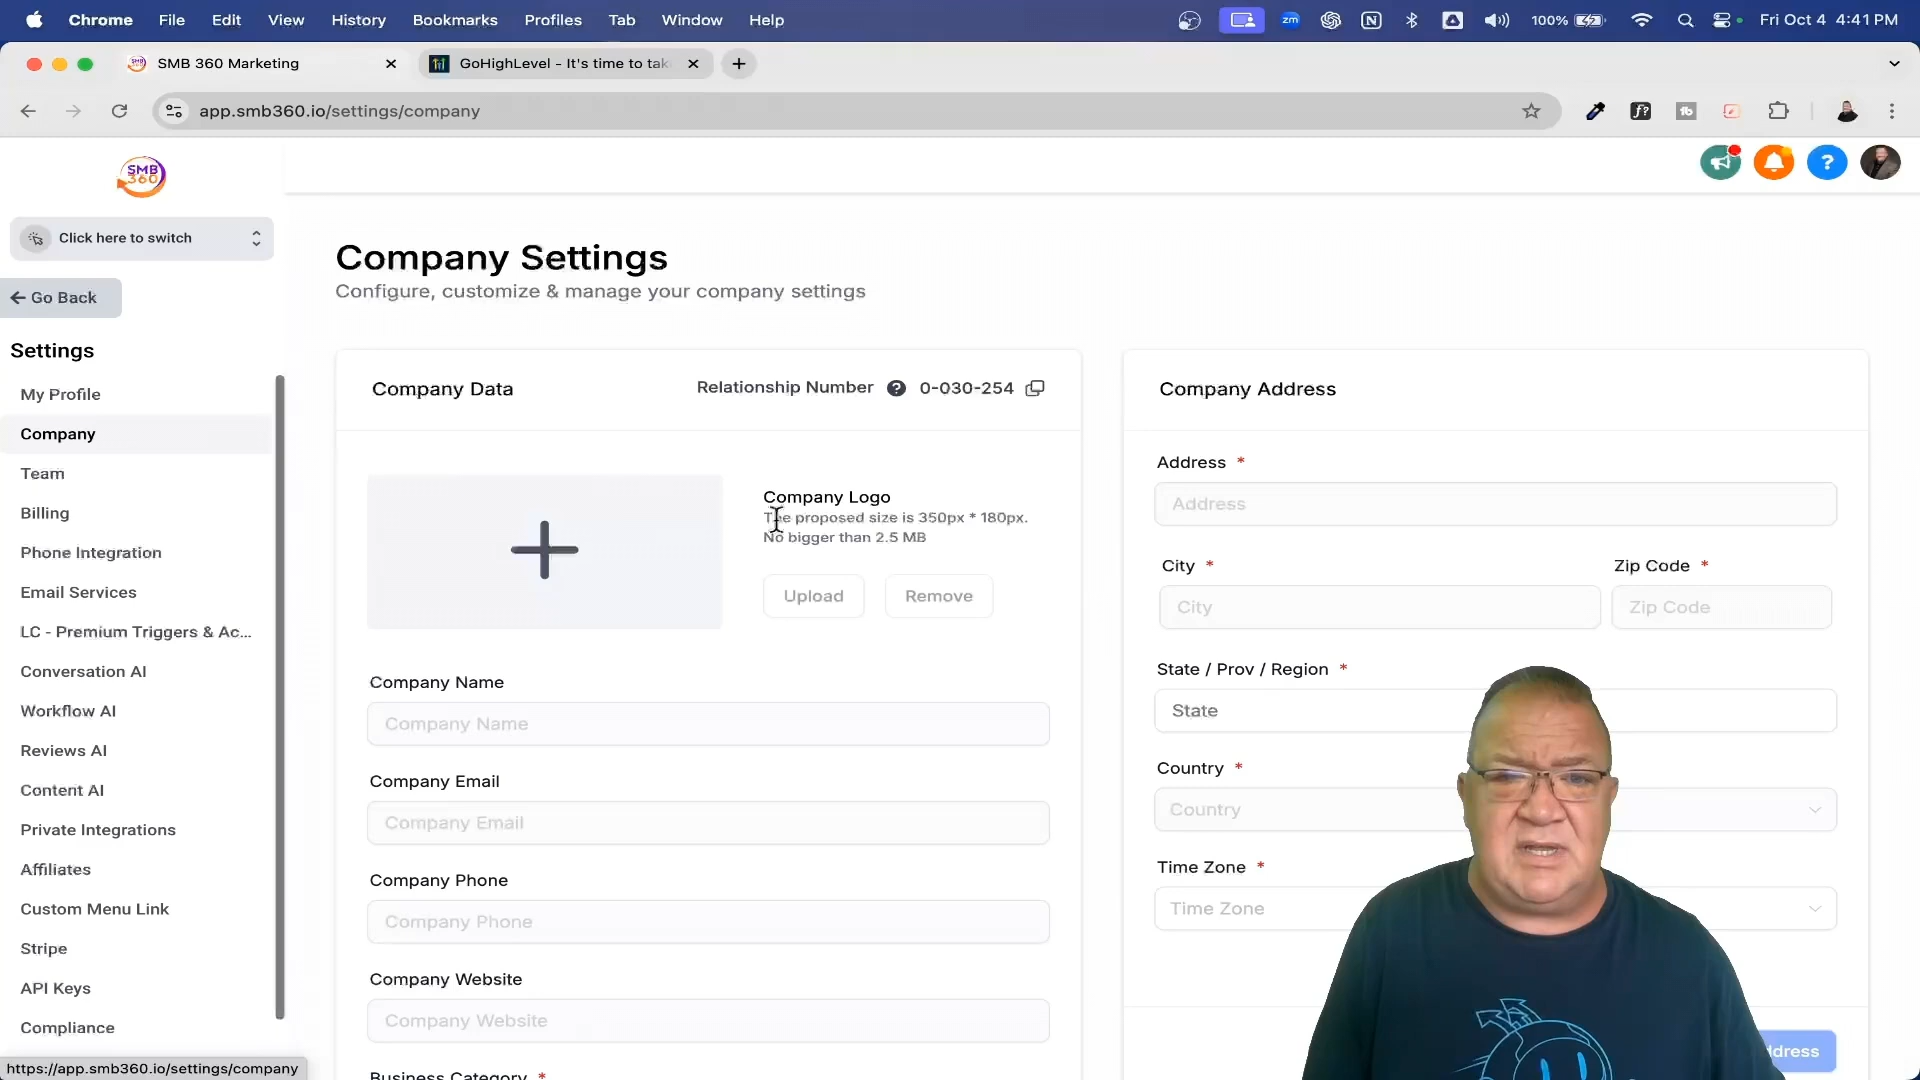 Chrome File Edit View History Bookmarks Profiles Tab Window Help
zm 100% Fri Oct 4 4:41 PM
SMB 360 Marketing
GoHighLevel - It's time to tak
app.smb360.io/settings/company
SMB
360
Click here to switch
Go Back
Settings
My Profile
Company
Team
Billing
Phone Integration
Email Services
LC - Premium Triggers & Ac...
Conversation AI
Workflow AI
Reviews AI
Content AI
Private Integrations
Affiliates
Custom Menu Link
Stripe
API Keys
Compliance
https://app.smb360.io/settings/company
Company Settings
Configure, customize & manage your company settings
Company Data
Relationship Number ? 0-030-254
Company Logo
The proposed size is 350px * 180px.
No bigger than 2.5 MB
Upload Remove
Company Name
Company Name
Company Email
Company Email
Company Phone
Company Phone
Company Website
Company Website
Business Category *
Company Address
Address *
Address
City *
City
Zip Code *
Zip Code
State / Prov / Region *
State
Country *
Country
Time Zone *
Time Zone